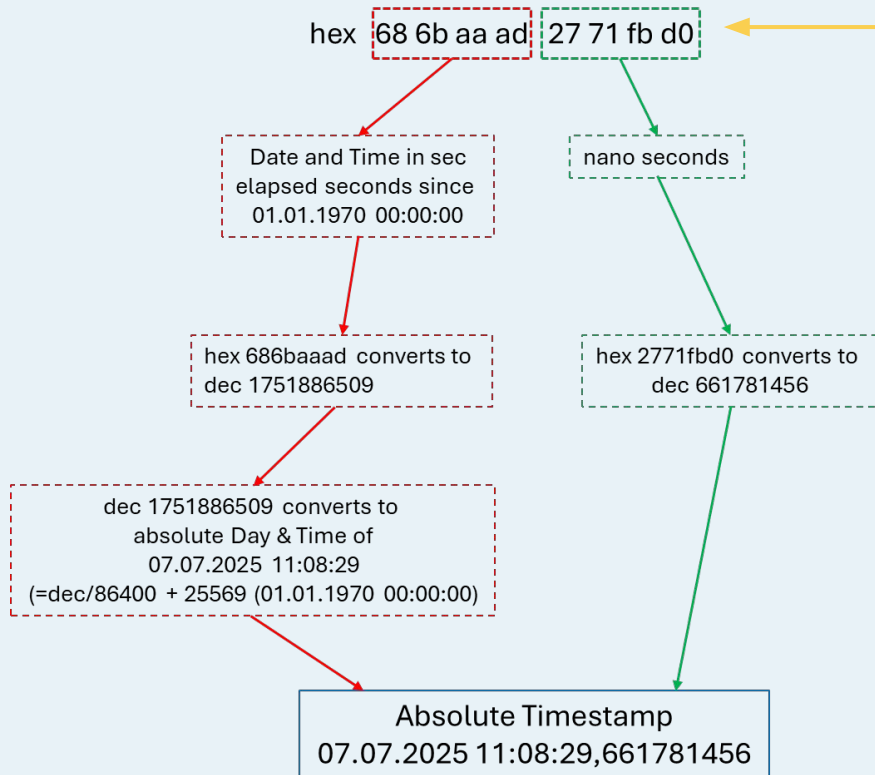 hex 68 6b aa ad 27 71 fb d0
Date and Time in sec
elapsed seconds since
01.01.1970 00:00:00
nano seconds
hex 686baaad converts to
dec 1751886509
hex 2771fbd0 converts to
dec 661781456
dec 1751886509 converts to
absolute Day & Time of
07.07.2025 11:08:29
(=dec/86400 + 25569 (01.01.1970 00:00:00)
Absolute Timestamp
07.07.2025 11:08:29,661781456